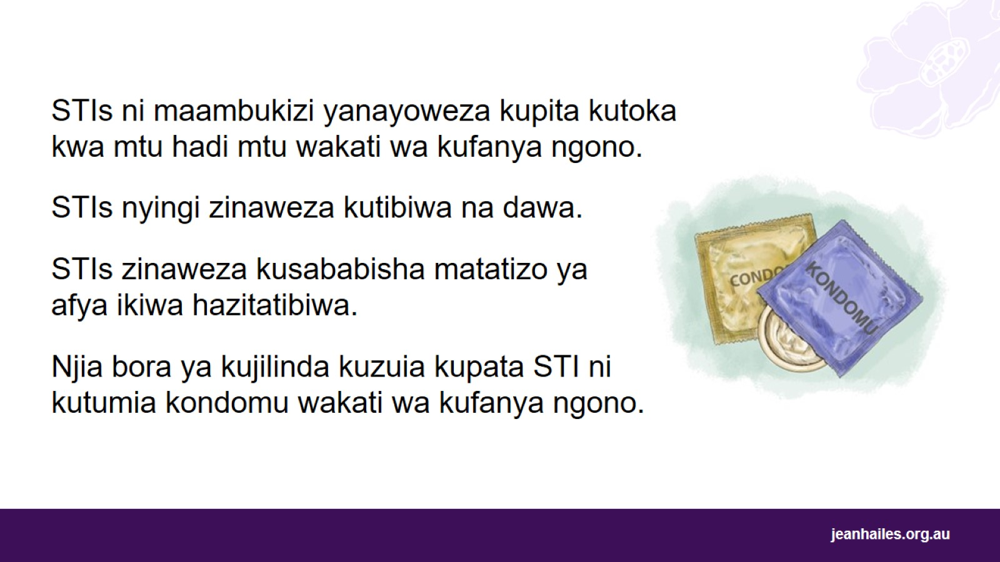 STIs ni maambukizi yanayoweza kupita kutoka
kwa mtu hadi mtu wakati wa kufanya ngono.
STIs nyingi zinaweza kutibiwa na dawa.
STIs zinaweza kusababisha matatizo ya
afya ikiwa hazitatibiwa.
Njia bora ya kujilinda kuzuia kupata STI ni
kutumia kondomu wakati wa kufanya ngono.
KONDOMU
jeanhailes.org.au